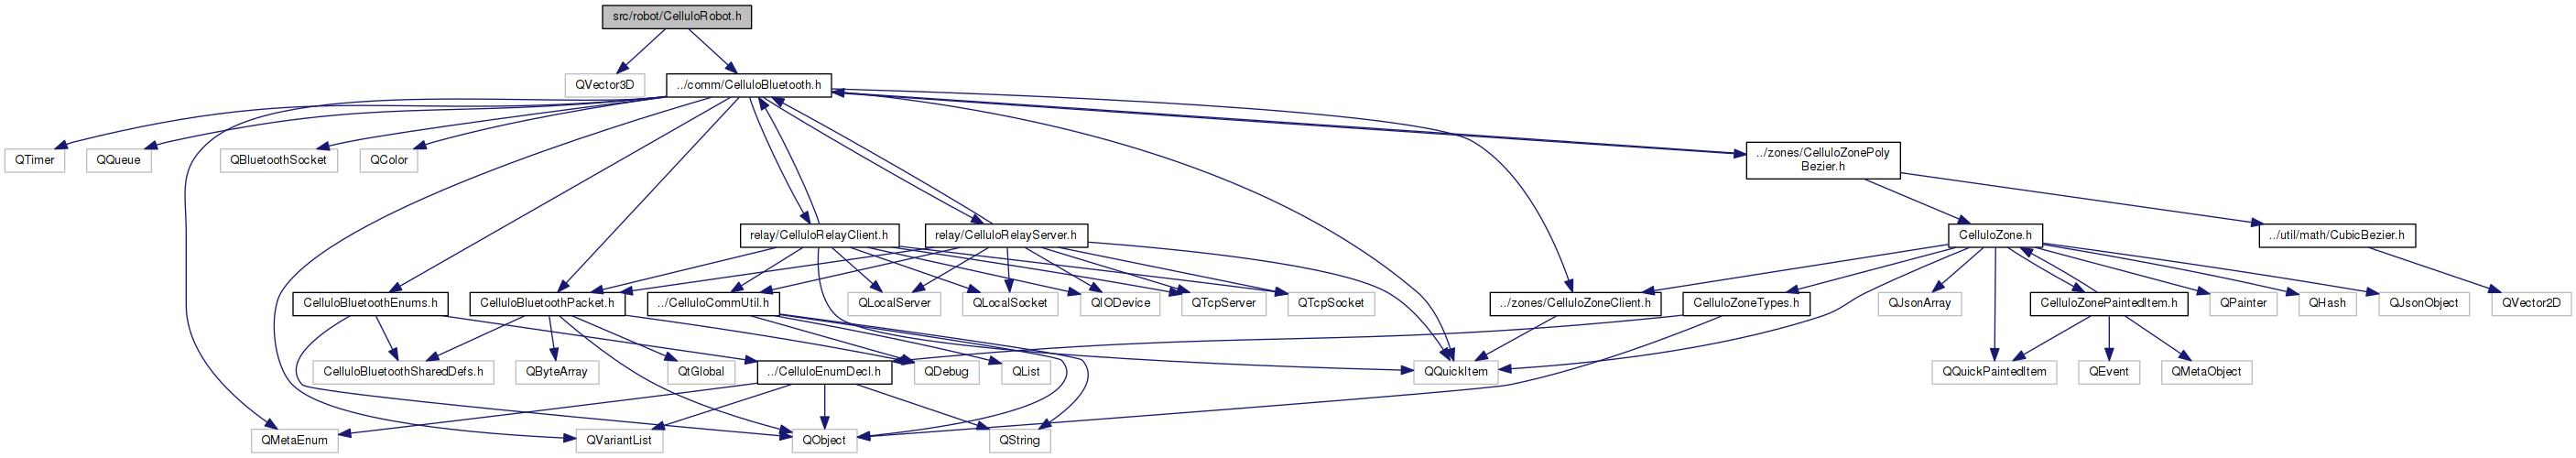 src/robot/CelluloRobot.h
QVector3D
../comm/CelluloBluetooth.h
QTimer
QQueue
QBluetoothSocket
QColor
../zones/CelluloZonePoly
Bezier.h
relay/CelluloRelayClient.h
relay/CelluloRelayServer.h
CelluloZone.h
../util/math/CubicBezier.h
CelluloBluetoothEnums.h
CelluloBluetoothPacket.h
../CelluloCommUtil.h
QLocalServer
QLocalSocket
QIODevice
QTcpServer
QTcpSocket
../zones/CelluloZoneClient.h
CelluloZoneTypes.h
QJsonArray
CelluloZonePaintedItem.h
QPainter
QHash
QJsonObject
QVector2D
CelluloBluetoothSharedDefs.h
QByteArray
QtGlobal
../CelluloEnumDecl.h
QDebug
QList
QQuickItem
QQuickPaintedItem
QEvent
QMetaObject
QMetaEnum
QVariantList
QObject
QString